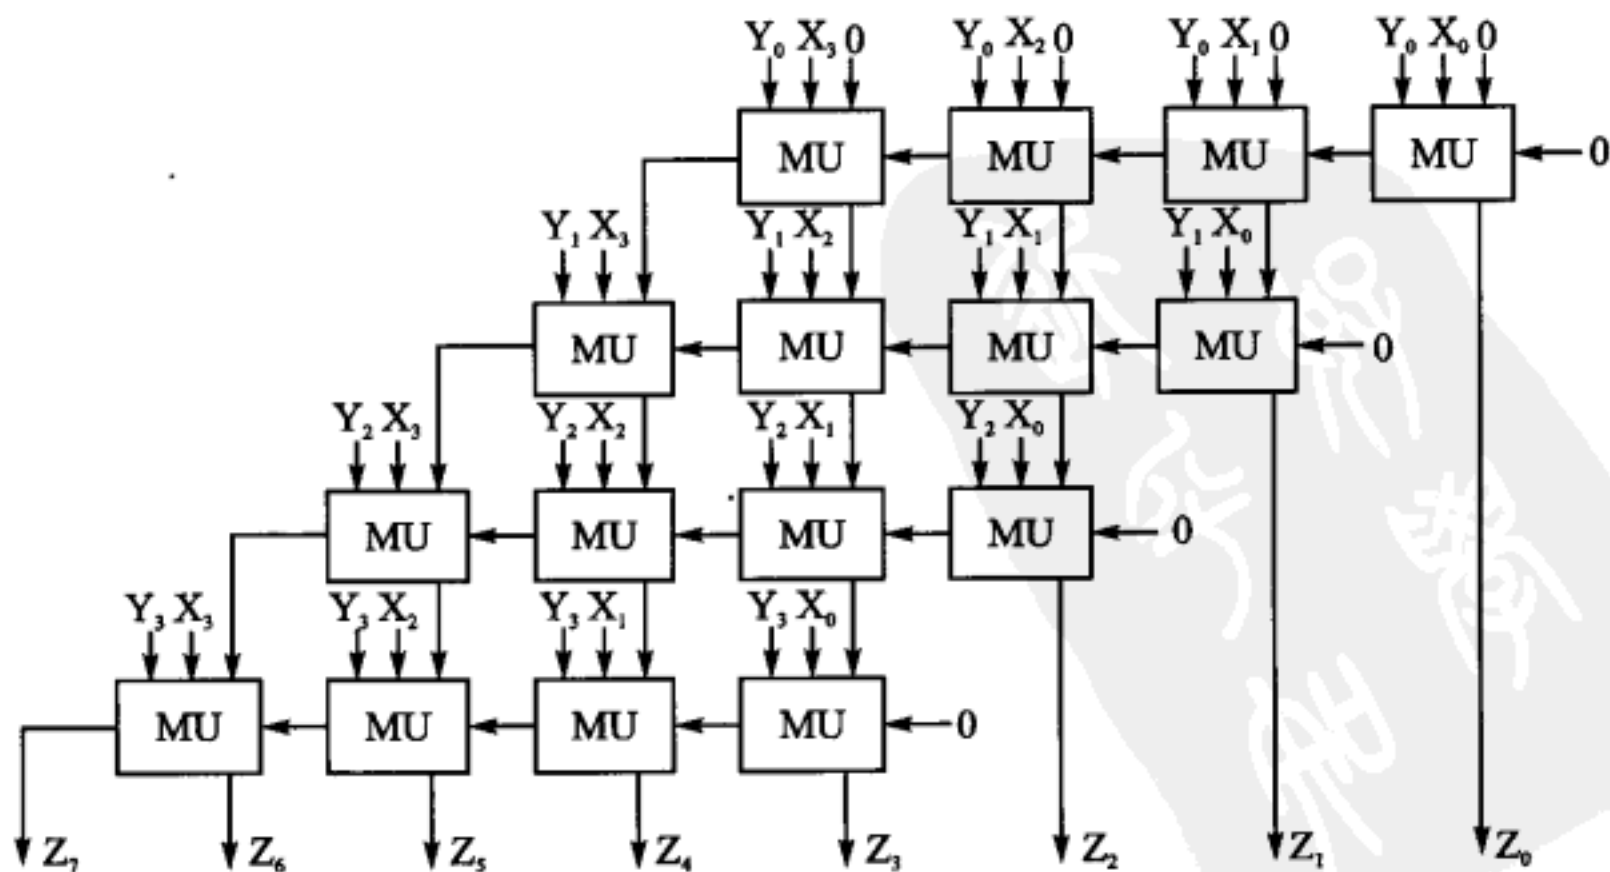 Y₀ X₃ 0 Y₀ X₂ 0 Y₀ X₁ 0 Y₀ X₀ 0
MU MU MU MU 0
Y₁ X₃ Y₁ X₂ Y₁ X₁ Y₁ X₀
MU MU MU MU 0
Y₂ X₃ Y₂ X₂ Y₂ X₁ Y₂ X₀
MU MU MU MU 0
Y₃ X₃ Y₃ X₂ Y₃ X₁ Y₃ X₀
MU MU MU MU 0
Z₇ Z₆ Z₅ Z₄ Z₃ Z₂ Z₁ Z₀